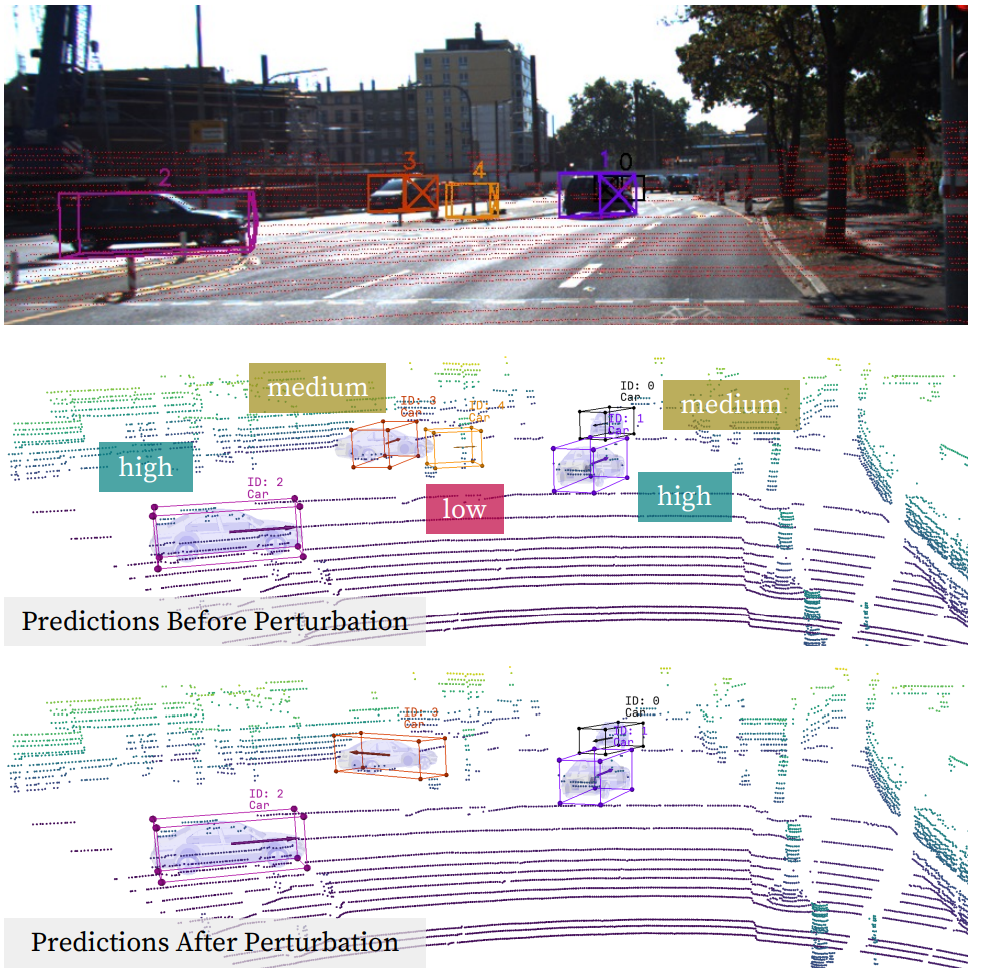 2
3
4
1
0
medium
ID: 3
Car
ID: 4
Car
ID: 0
Car
medium
ID: 1
Car
high
ID: 2
Car
low
high
Predictions Before Perturbation
ID: 3
Car
ID: 0
Car
ID: 1
Car
ID: 2
Car
Predictions After Perturbation